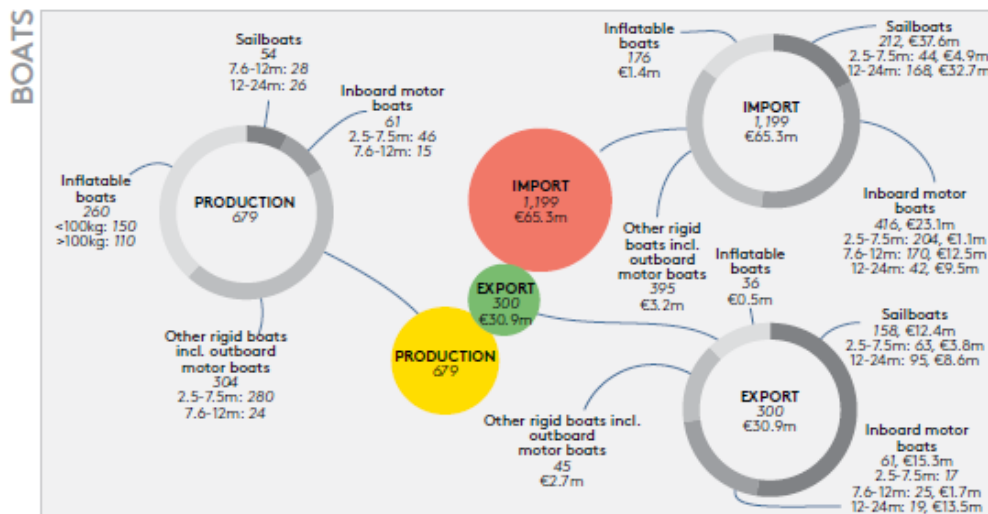 BOATS
Sailboats
54
7.6-12m: 28
12-24m: 26
Inboard motor
boats
61
2.5-7.5m: 46
7.6-12m: 15
Inflatable
boats
260
<100kg: 150
>100kg: 110
PRODUCTION
679
Other rigid boats
incl. outboard
motor boats
304
2.5-7.5m: 280
7.6-12m: 24
IMPORT
1,199
€65.3m
EXPORT
300
€30.9m
PRODUCTION
679
Inflatable
boats
176
€1.4m
Sailboats
212, €37.6m
2.5-7.5m: 44, €4.9m
12-24m: 168, €32.7m
IMPORT
1,199
€65.3m
Inboard motor
boats
416, €23.1m
2.5-7.5m: 204, €1.1m
7.6-12m: 170, €12.5m
12-24m: 42, €9.5m
Other rigid
boats incl.
outboard
motor boats
395
€3.2m
Inflatable
boats
36
€0.5m
Sailboats
158, €12.4m
2.5-7.5m: 63, €3.8m
12-24m: 95, €8.6m
EXPORT
300
€30.9m
Other rigid boats incl.
outboard
motor boats
45
€2.7m
Inboard motor
boats
61, €15.3m
2.5-7.5m: 17
7.6-12m: 25, €1.7m
12-24m: 19, €13.5m